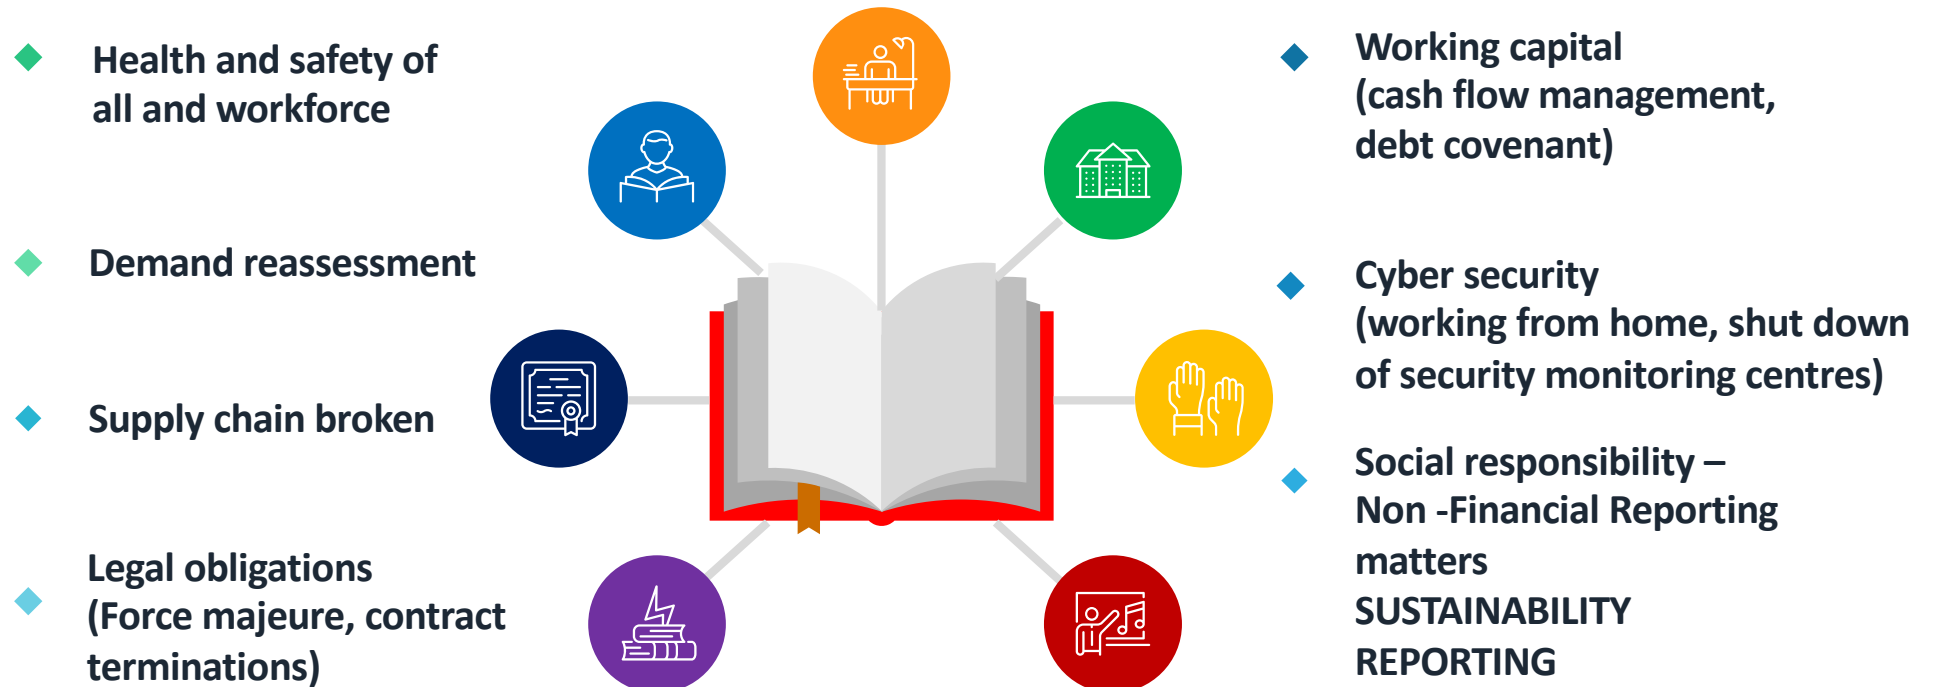 Health and safety of
all and workforce
Demand reassessment
Supply chain broken
Legal obligations
(Force majeure, contract
terminations)
Working capital
(cash flow management,
debt covenant)
Cyber security
(working from home, shut down
of security monitoring centres)
Social responsibility –
Non -Financial Reporting
matters
SUSTAINABILITY
REPORTING